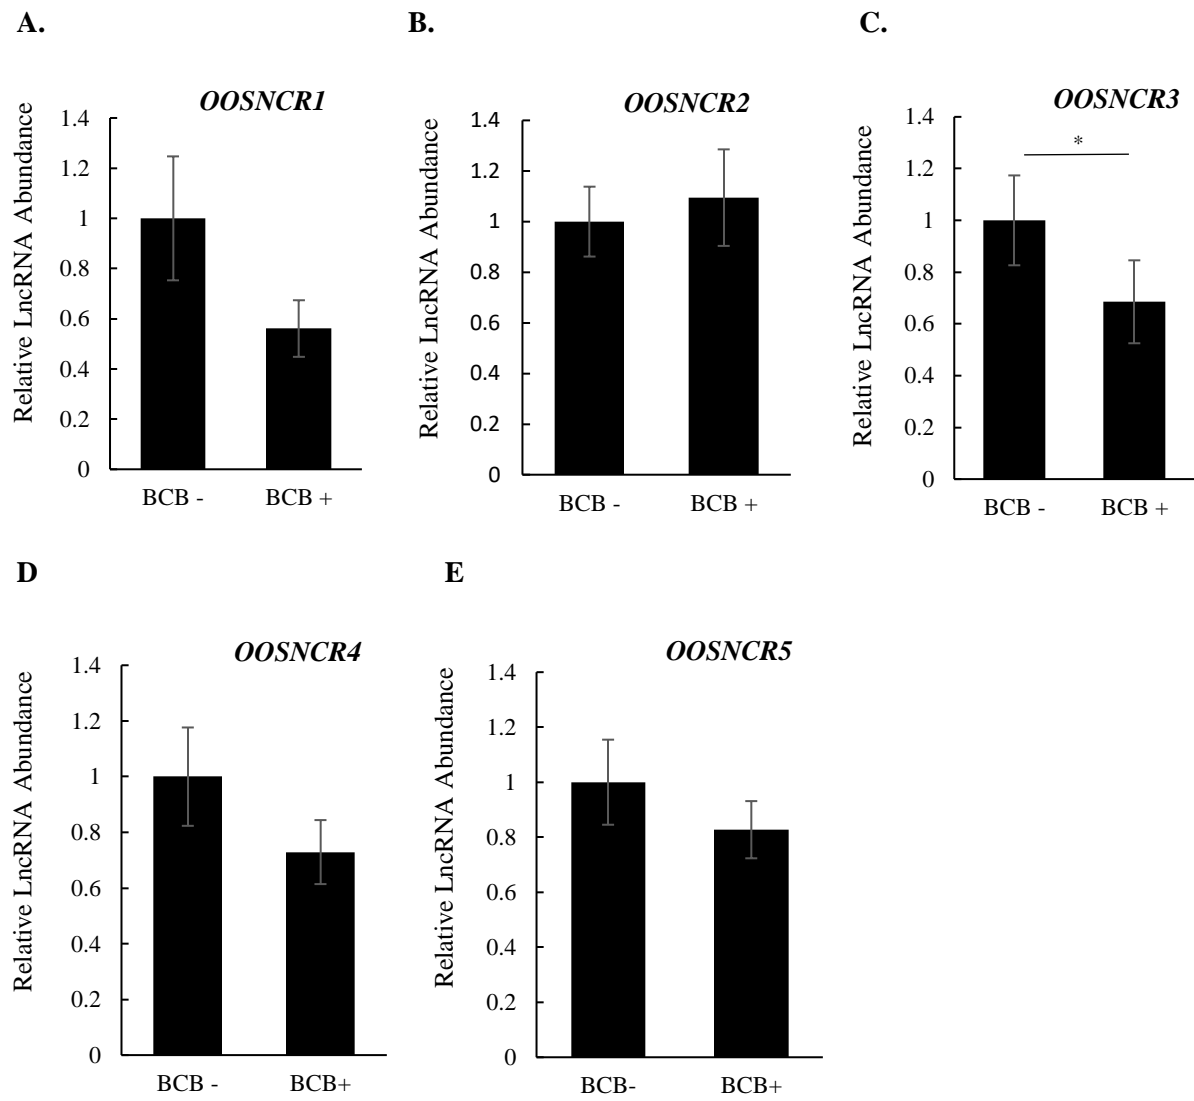 A.
B.
C.
OOSNCR1
Relative LncRNA Abundance
1.4
1.2
1
0.8
0.6
0.4
0.2
0
BCB -
BCB +
OOSNCR2
Relative LncRNA Abundance
1.4
1.2
1
0.8
0.6
0.4
0.2
0
BCB -
BCB +
OOSNCR3
Relative LncRNA Abundance
1.4
1.2
1
0.8
0.6
0.4
0.2
0
*
BCB -
BCB +
D
E
OOSNCR4
Relative LncRNA Abundance
1.4
1.2
1
0.8
0.6
0.4
0.2
0
BCB -
BCB+
OOSNCR5
Relative LncRNA Abundance
1.4
1.2
1
0.8
0.6
0.4
0.2
0
BCB-
BCB+